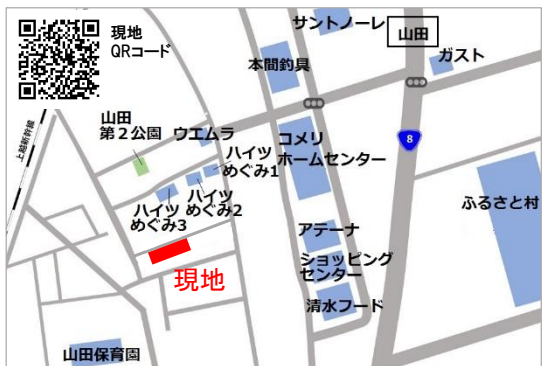 現地
QRコード
サントノーレ
山田
本間釣具
ガスト
上越新幹線
山田
第2公園
ウエムラ
コメリ
ホームセンター
8
ハイツ
めぐみ1
ハイツ
めぐみ2
ハイツ
めぐみ3
ふるさと村
アテーナ
ショッピング
センター
現地
清水フード
山田保育園